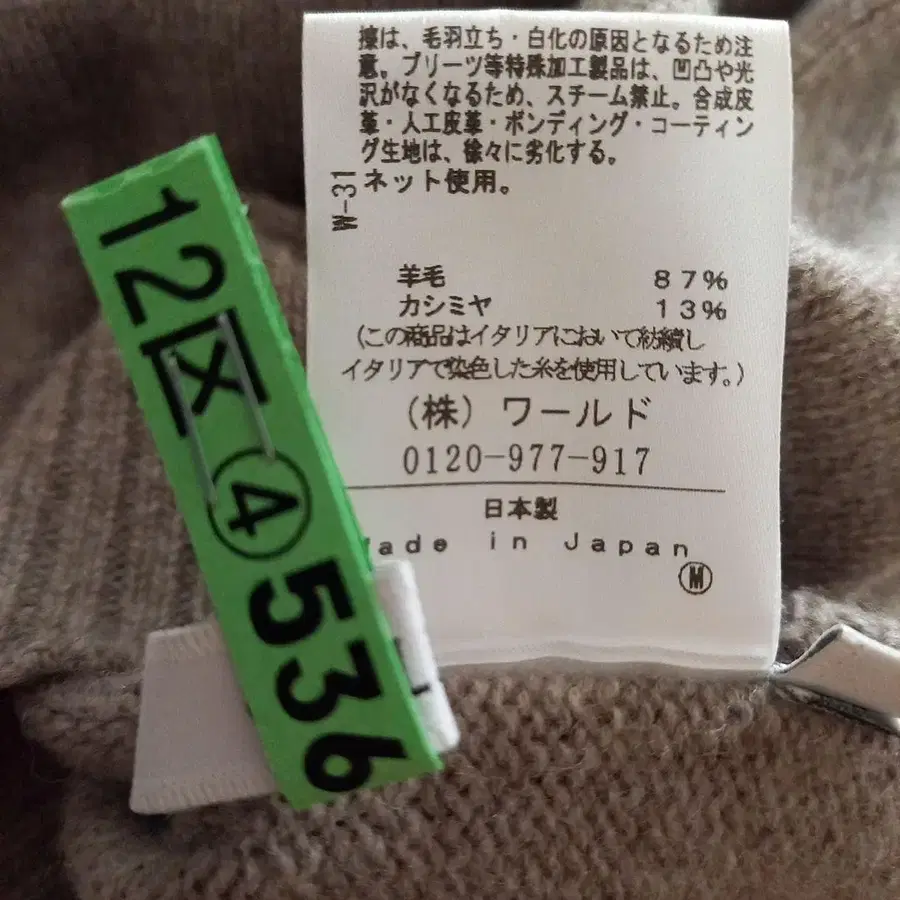 擦は、毛羽立ち・白化の原因となるため注
意。プリーツ等特殊加工製品は、凹凸や光
沢がなくなるため、スチーム禁止。合成皮
革・人工皮革・ボンディング・コーティン
グ生地は、徐々に劣化する。
ネット使用。
W-31
羊毛 87%
カシミヤ 13%
(この商品はイタリアにおいて紡績し
イタリアで染色した糸を使用しています。)
(株) ワールド
0120-977-917
日本製
Made in Japan
Ⓜ
12区④536